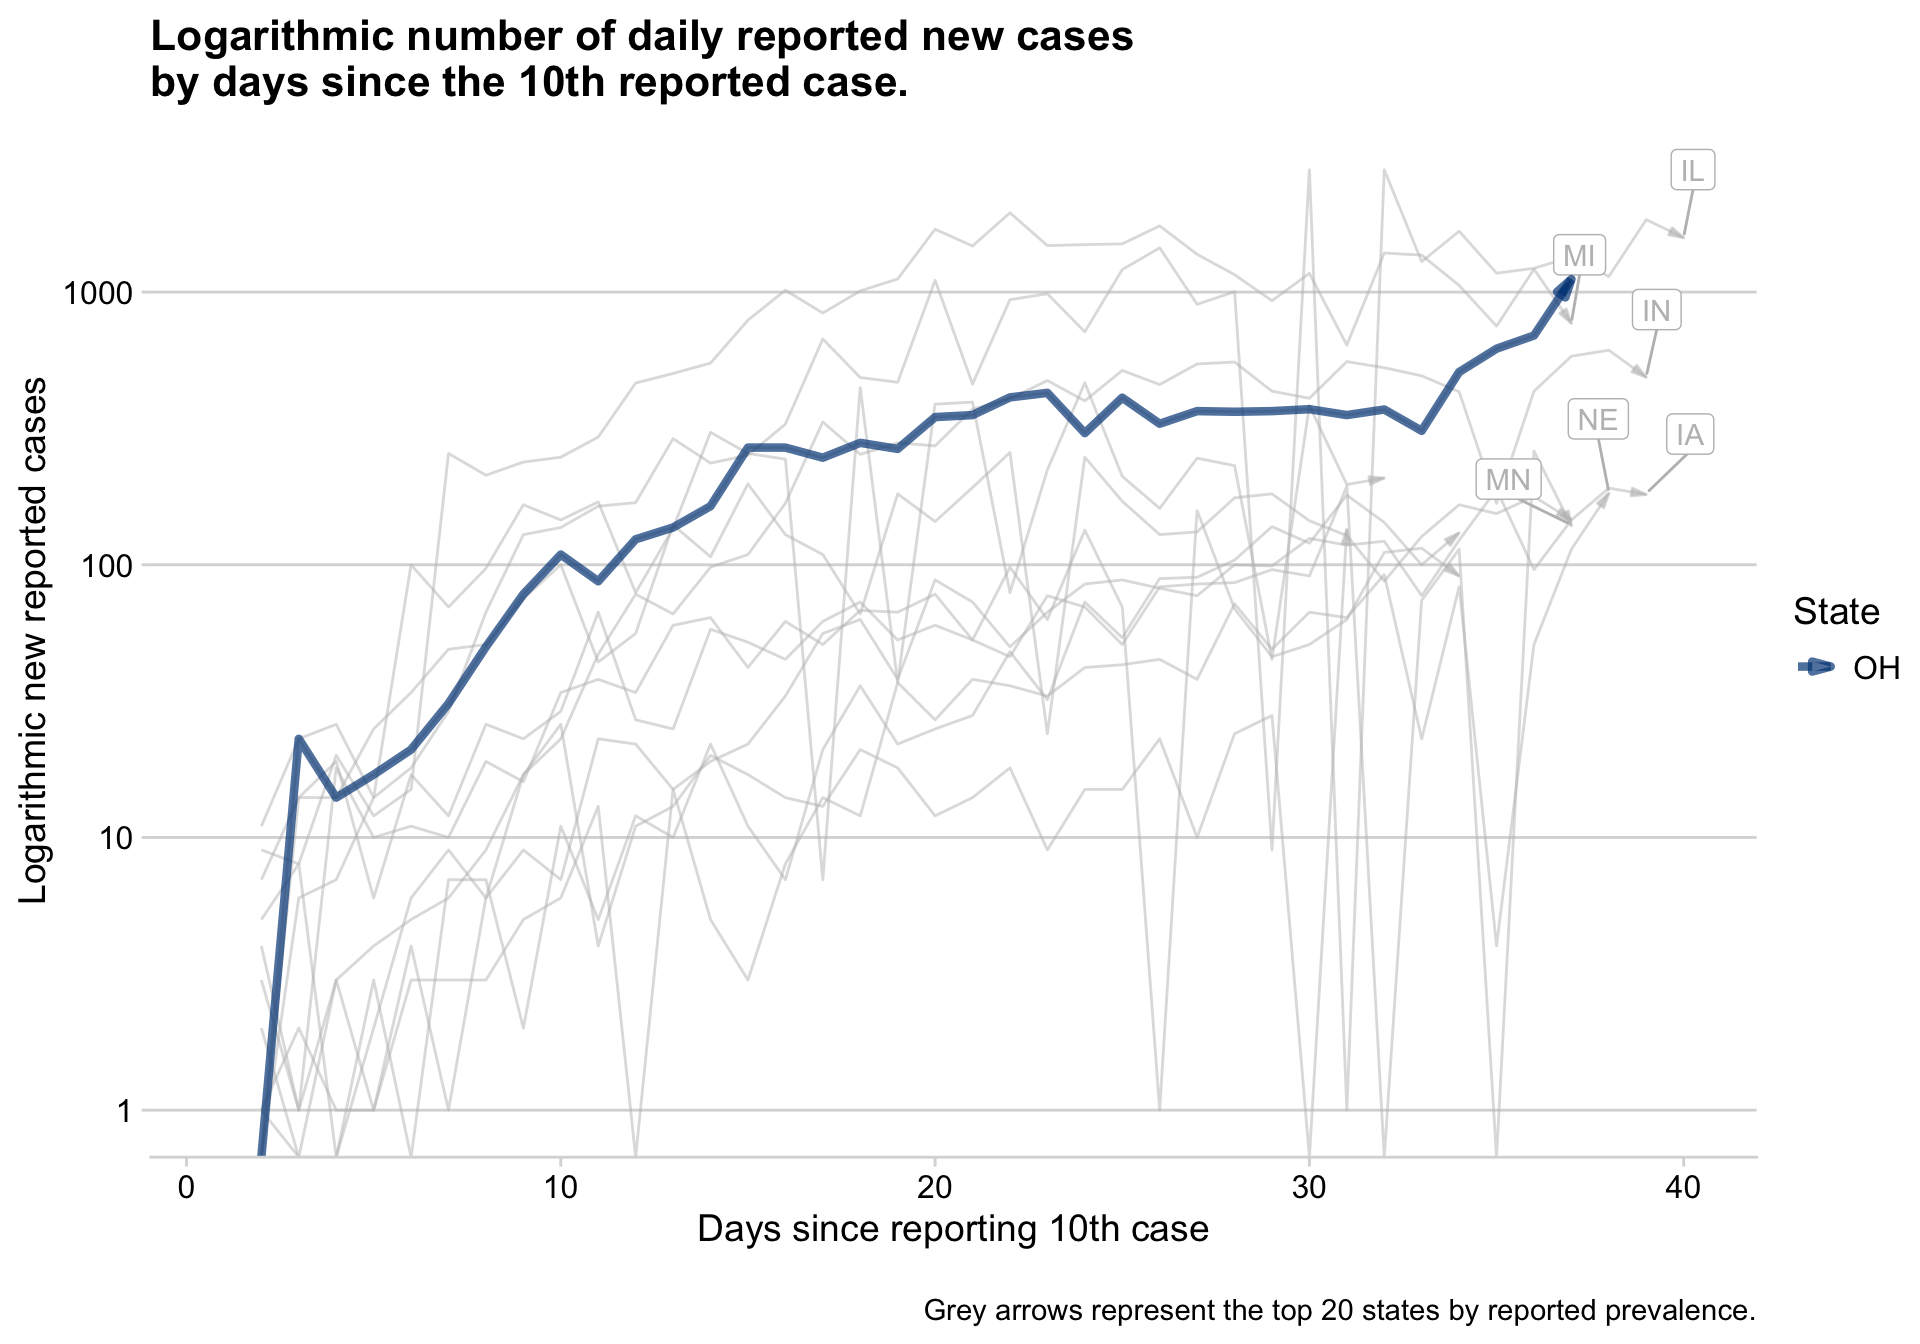 Logarithmic number of daily reported new cases
by days since the 10th reported case.
IL
MI
1000
IN
NE
IA
MN
100
State
OH
10
1
Logarithmic new reported cases
0
10
20
30
40
Days since reporting 10th case
Grey arrows represent the top 20 states by reported prevalence.